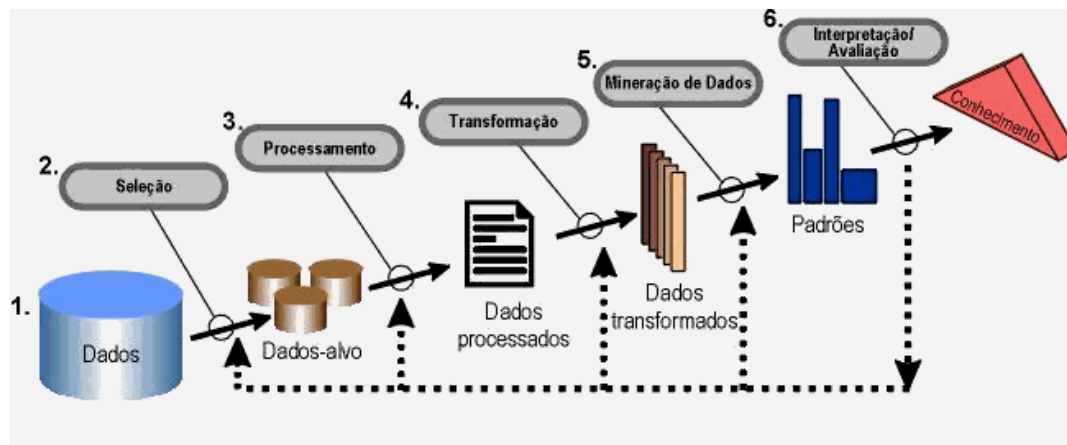 1.
Dados
2.
Seleção
Dados-alvo
3.
Processamento
Dados
processados
4.
Transformação
Dados
transformados
5.
Mineração de Dados
Padrões
6.
Interpretação/
Avaliação
Conhecimento